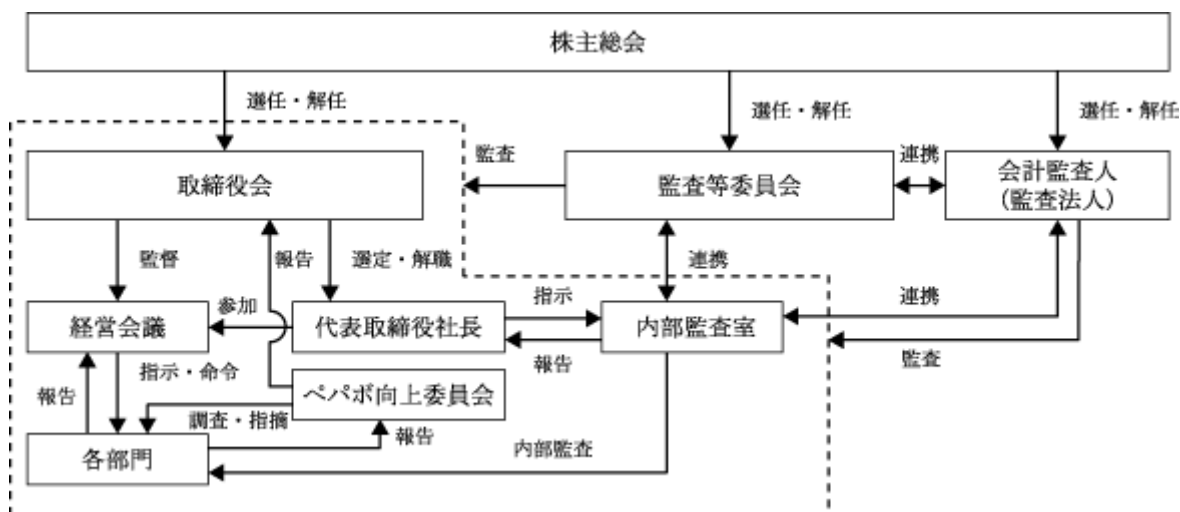 株主総会
選任・解任
選任・解任
選任・解任
取締役会
監査
監査等委員会
連携
会計監査人
(監査法人)
監督
報告
選定・解職
連携
経営会議
参加
代表取締役社長
指示
報告
内部監査室
連携
監査
報告
指示・命令
ペパボ向上委員会
調査・指摘
報告
各部門
内部監査